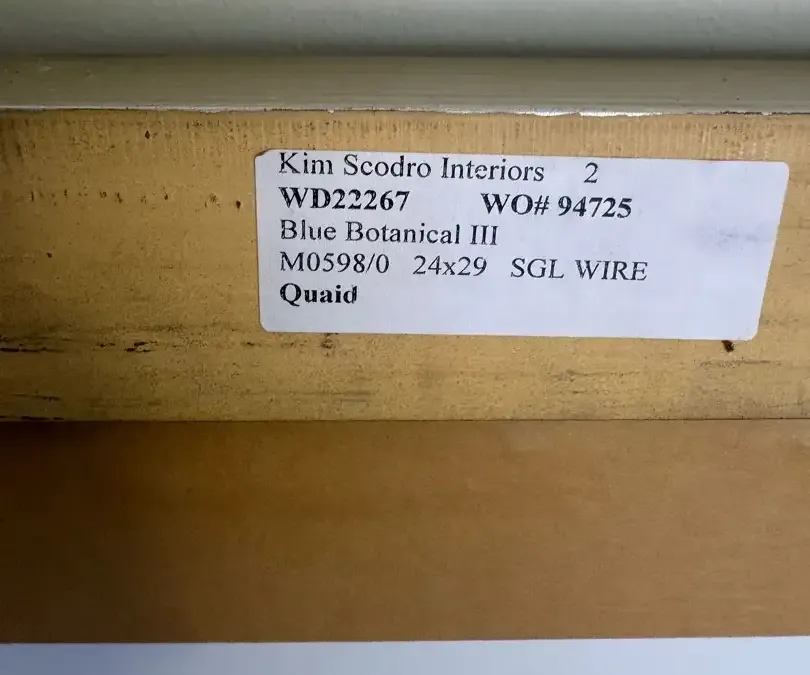 Kim Scodro Interiors 2
WD22267 WO# 94725
Blue Botanical III
M0598/0 24x29 SGL WIRE
Quaid